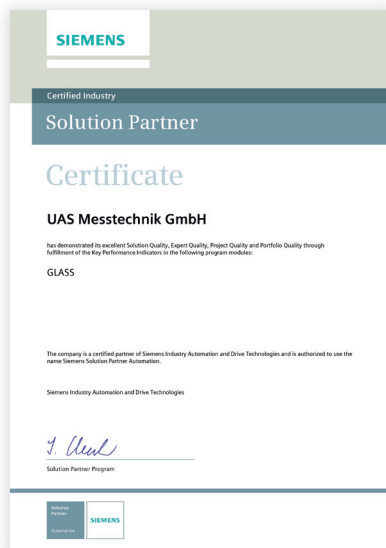 SIEMENS
Certified Industry
Solution Partner
Certificate
UAS Messtechnik GmbH
has demonstrated its excellent Solution Quality, Expert Quality, Project Quality and Portfolio Quality through
fulfillment of the Key Performance Indicators in the following program modules:
GLASS
The company is a certified partner of Siemens Industry Automation and Drive Technologies and is authorized to use the
name Siemens Solution Partner Automation.
Siemens Industry Automation and Drive Technologies
Solution Partner Program
Solution
Partner
SIEMENS
Automation